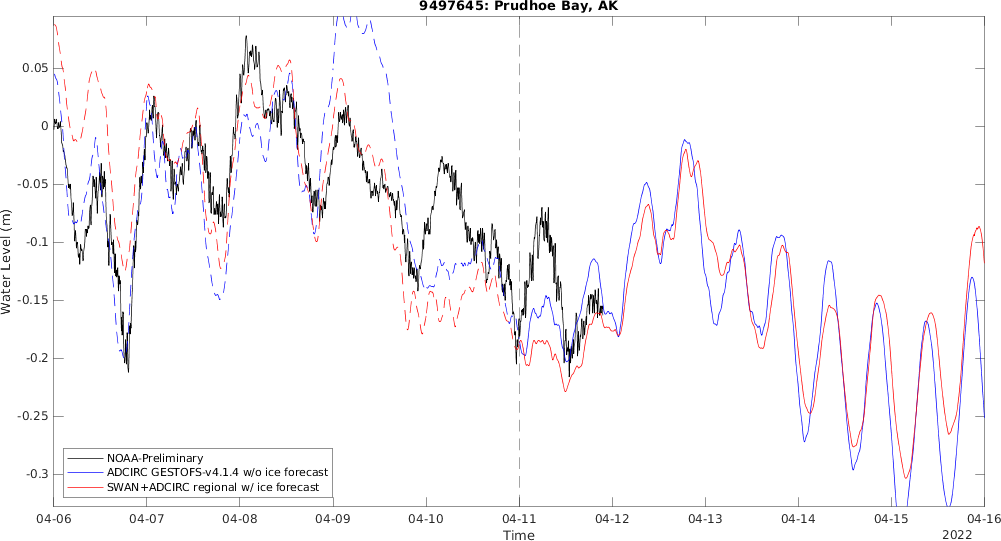 9497645: Prudhoe Bay, AK
Water Level (m)
0.05
0
-0.05
-0.1
-0.15
-0.2
-0.25
-0.3
NOAA-Preliminary
ADCIRC GESTOFS-v4.1.4 w/o ice forecast
SWAN+ADCIRC regional w/ ice forecast
04-06 04-07 04-08 04-09 04-10 04-11 04-12 04-13 04-14 04-15 04-16
Time
2022